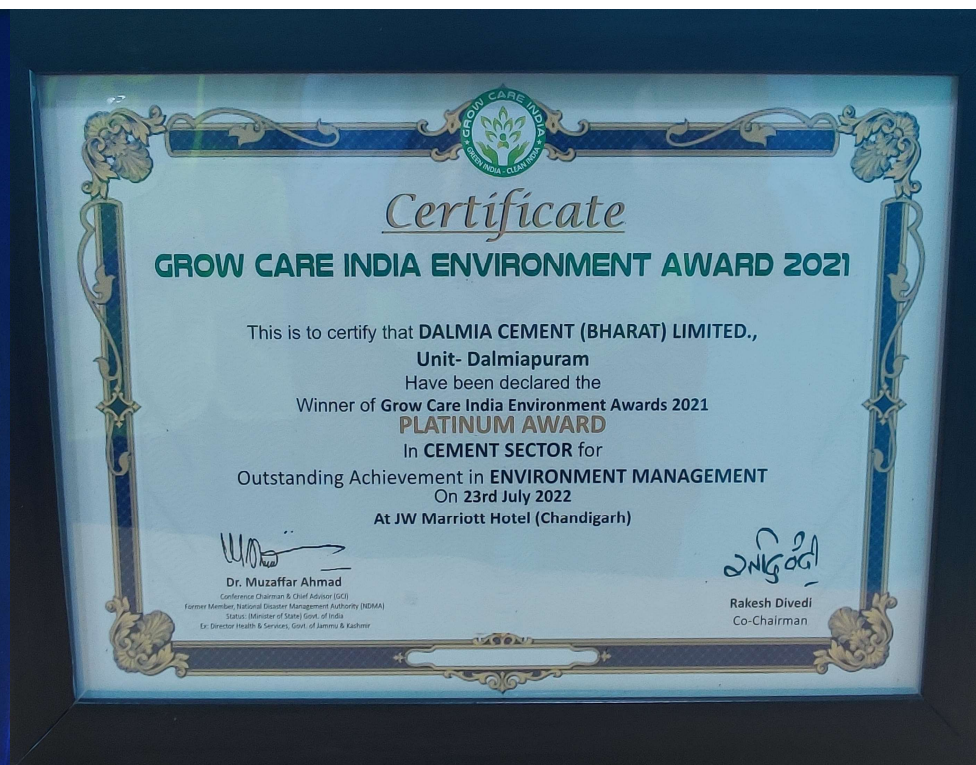 GROW CARE INDIA
GREEN INDIA - CLEAN INDIA
Certificate
GROW CARE INDIA ENVIRONMENT AWARD 2021
This is to certify that DALMIA CEMENT (BHARAT) LIMITED.,
Unit- Dalmiapuram
Have been declared the
Winner of Grow Care India Environment Awards 2021
PLATINUM AWARD
In CEMENT SECTOR for
Outstanding Achievement in ENVIRONMENT MANAGEMENT
On 23rd July 2022
At JW Marriott Hotel (Chandigarh)
Dr. Muzaffar Ahmad
Conference Chairman & Chief Advisor (GCI)
Former Member, National Disaster Management Authority (NDMA)
Status: (Minister of State) Govt. of India
Ex: Director Health & Services, Govt. of Jammu & Kashmir
Rakesh Divedi
Co-Chairman